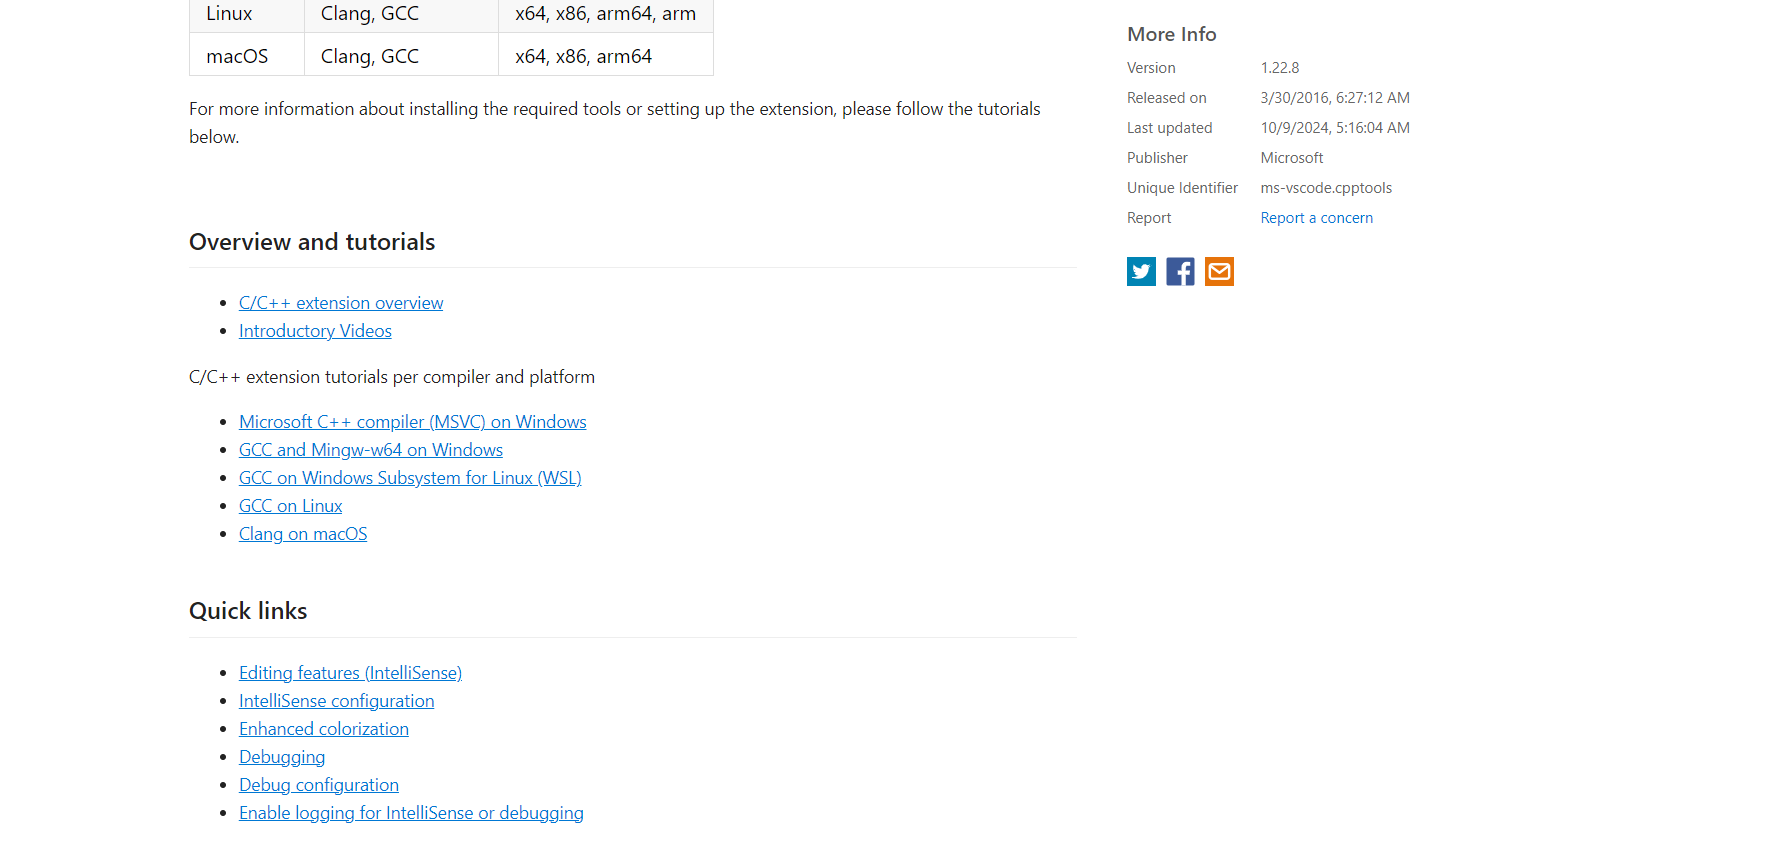 Linux Clang, GCC x64, x86, arm64, arm
macOS Clang, GCC x64, x86, arm64
For more information about installing the required tools or setting up the extension, please follow the tutorials
below.
Overview and tutorials
C/C++ extension overview
Introductory Videos
C/C++ extension tutorials per compiler and platform
Microsoft C++ compiler (MSVC) on Windows
GCC and Mingw-w64 on Windows
GCC on Windows Subsystem for Linux (WSL)
GCC on Linux
Clang on macOS
Quick links
Editing features (IntelliSense)
IntelliSense configuration
Enhanced colorization
Debugging
Debug configuration
Enable logging for IntelliSense or debugging
More Info
Version 1.22.8
Released on 3/30/2016, 6:27:12 AM
Last updated 10/9/2024, 5:16:04 AM
Publisher Microsoft
Unique Identifier ms-vscode.cpptools
Report Report a concern